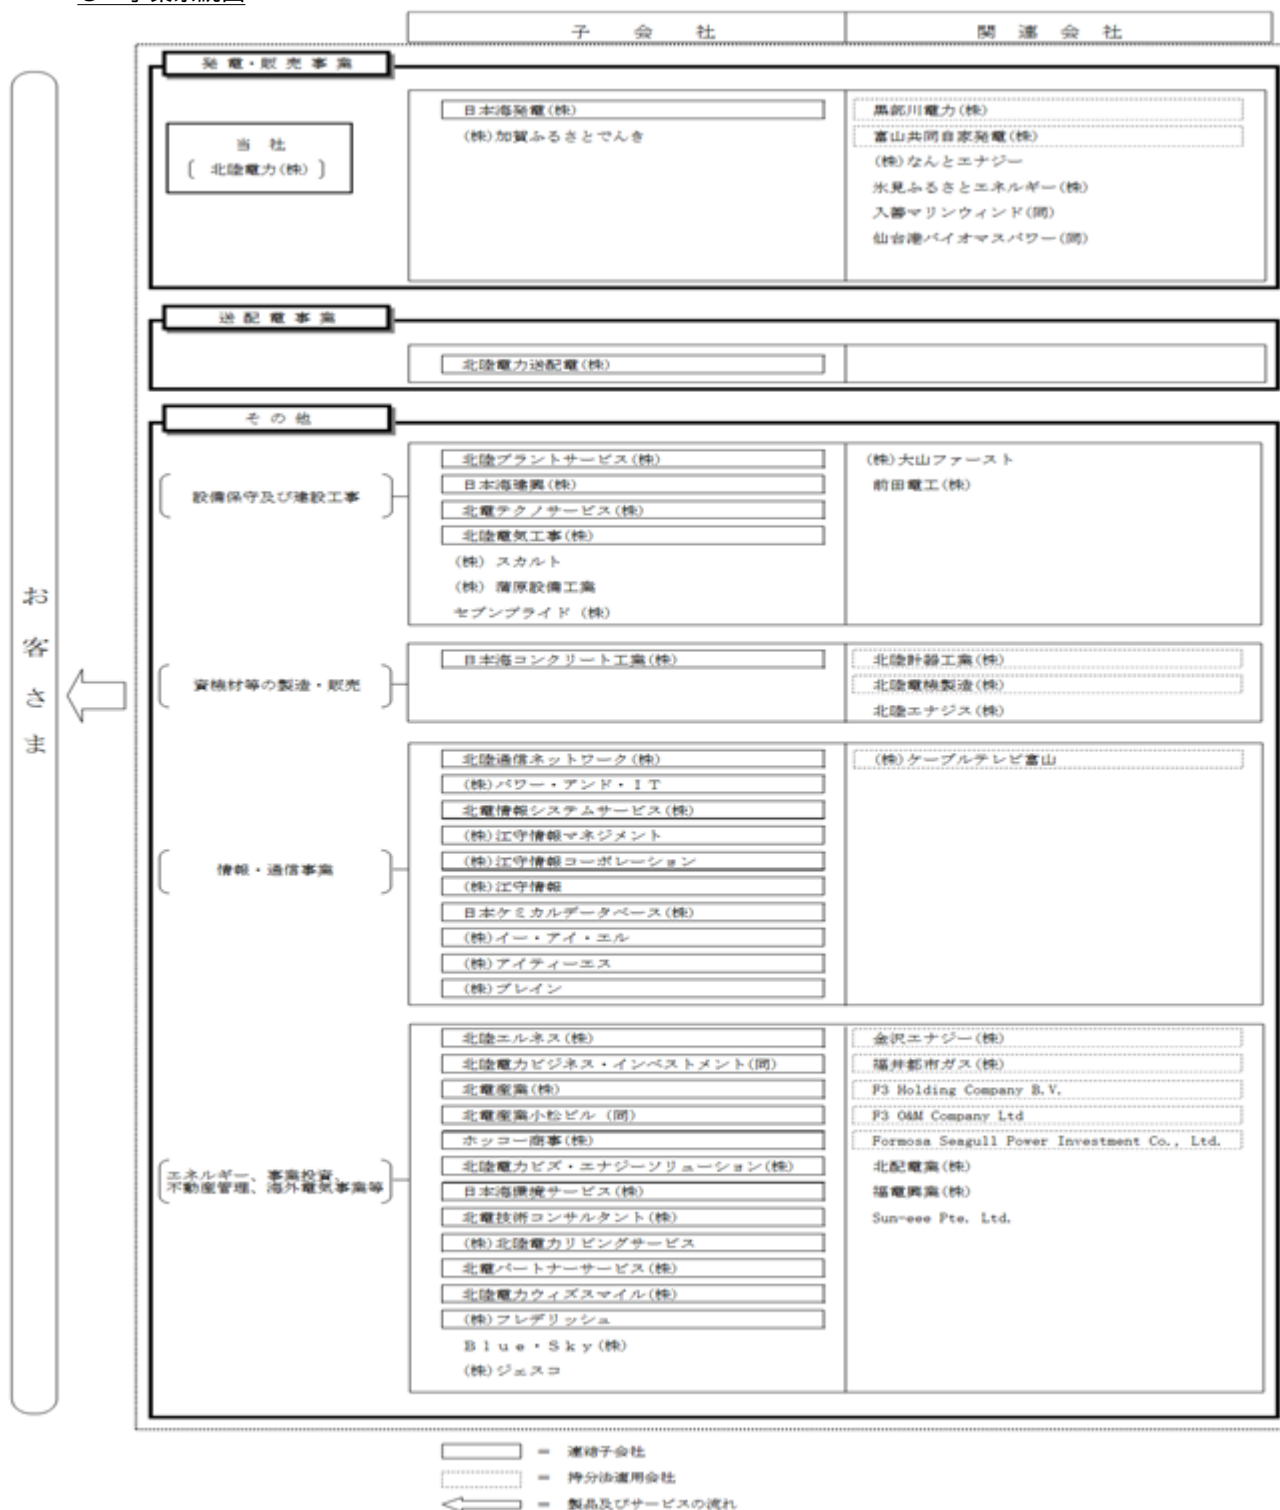 子会社 関連会社
発電・販売事業
当社
北陸電力(株)
日本海発電(株)
(株)加賀ふるさとでんき
黒部川電力(株)
富山共同自家発電(株)
(株)なんとエナジー
氷見ふるさとエネルギー(株)
入善マリンウィンド(同)
仙台港バイオマスパワー(同)
送配電事業
北陸電力送配電(株)
その他
設備保守及び建設工事
北陸プラントサービス(株)
日本海建興(株)
北電テクノサービス(株)
北陸電気工事(株)
(株) スカルト
(株) 蒲原設備工業
セブンプライド (株)
(株)大山ファースト
前田電工(株)
資機材等の製造・販売
日本海コンクリート工業(株)
北陸計器工業(株)
北陸電機製造(株)
北陸エナジス(株)
情報・通信事業
北陸通信ネットワーク(株)
(株)パワー・アンド・IT
北電情報システムサービス(株)
(株)江守情報マネジメント
(株)江守情報コーポレーション
(株)江守情報
日本ケミカルデータベース(株)
(株)イー・アイ・エル
(株)アイティーエス
(株)ブレイン
(株)ケーブルテレビ富山
エネルギー、事業投資、
不動産管理、海外電気事業等
北陸エルネス(株)
北陸電力ビジネス・インベストメント(同)
北電産業(株)
北電産業小松ビル (同)
ホッコー商事(株)
北陸電力ビズ・エナジーソリューション(株)
日本海環境サービス(株)
北電技術コンサルタント(株)
(株)北陸電力リビングサービス
北電パートナーサービス(株)
北陸電力ウィズスマイル(株)
(株)フレデリッシュ
Blue・Sky(株)
(株)ジェスコ
金沢エナジー(株)
福井都市ガス(株)
P3 Holding Company B.V.
P3 O&M Company Ltd
Formosa Seagull Power Investment Co., Ltd.
北配電業(株)
福電興業(株)
Sun-eee Pte. Ltd.
お客さま
= 連結子会社
= 持分法適用会社
= 製品及びサービスの流れ